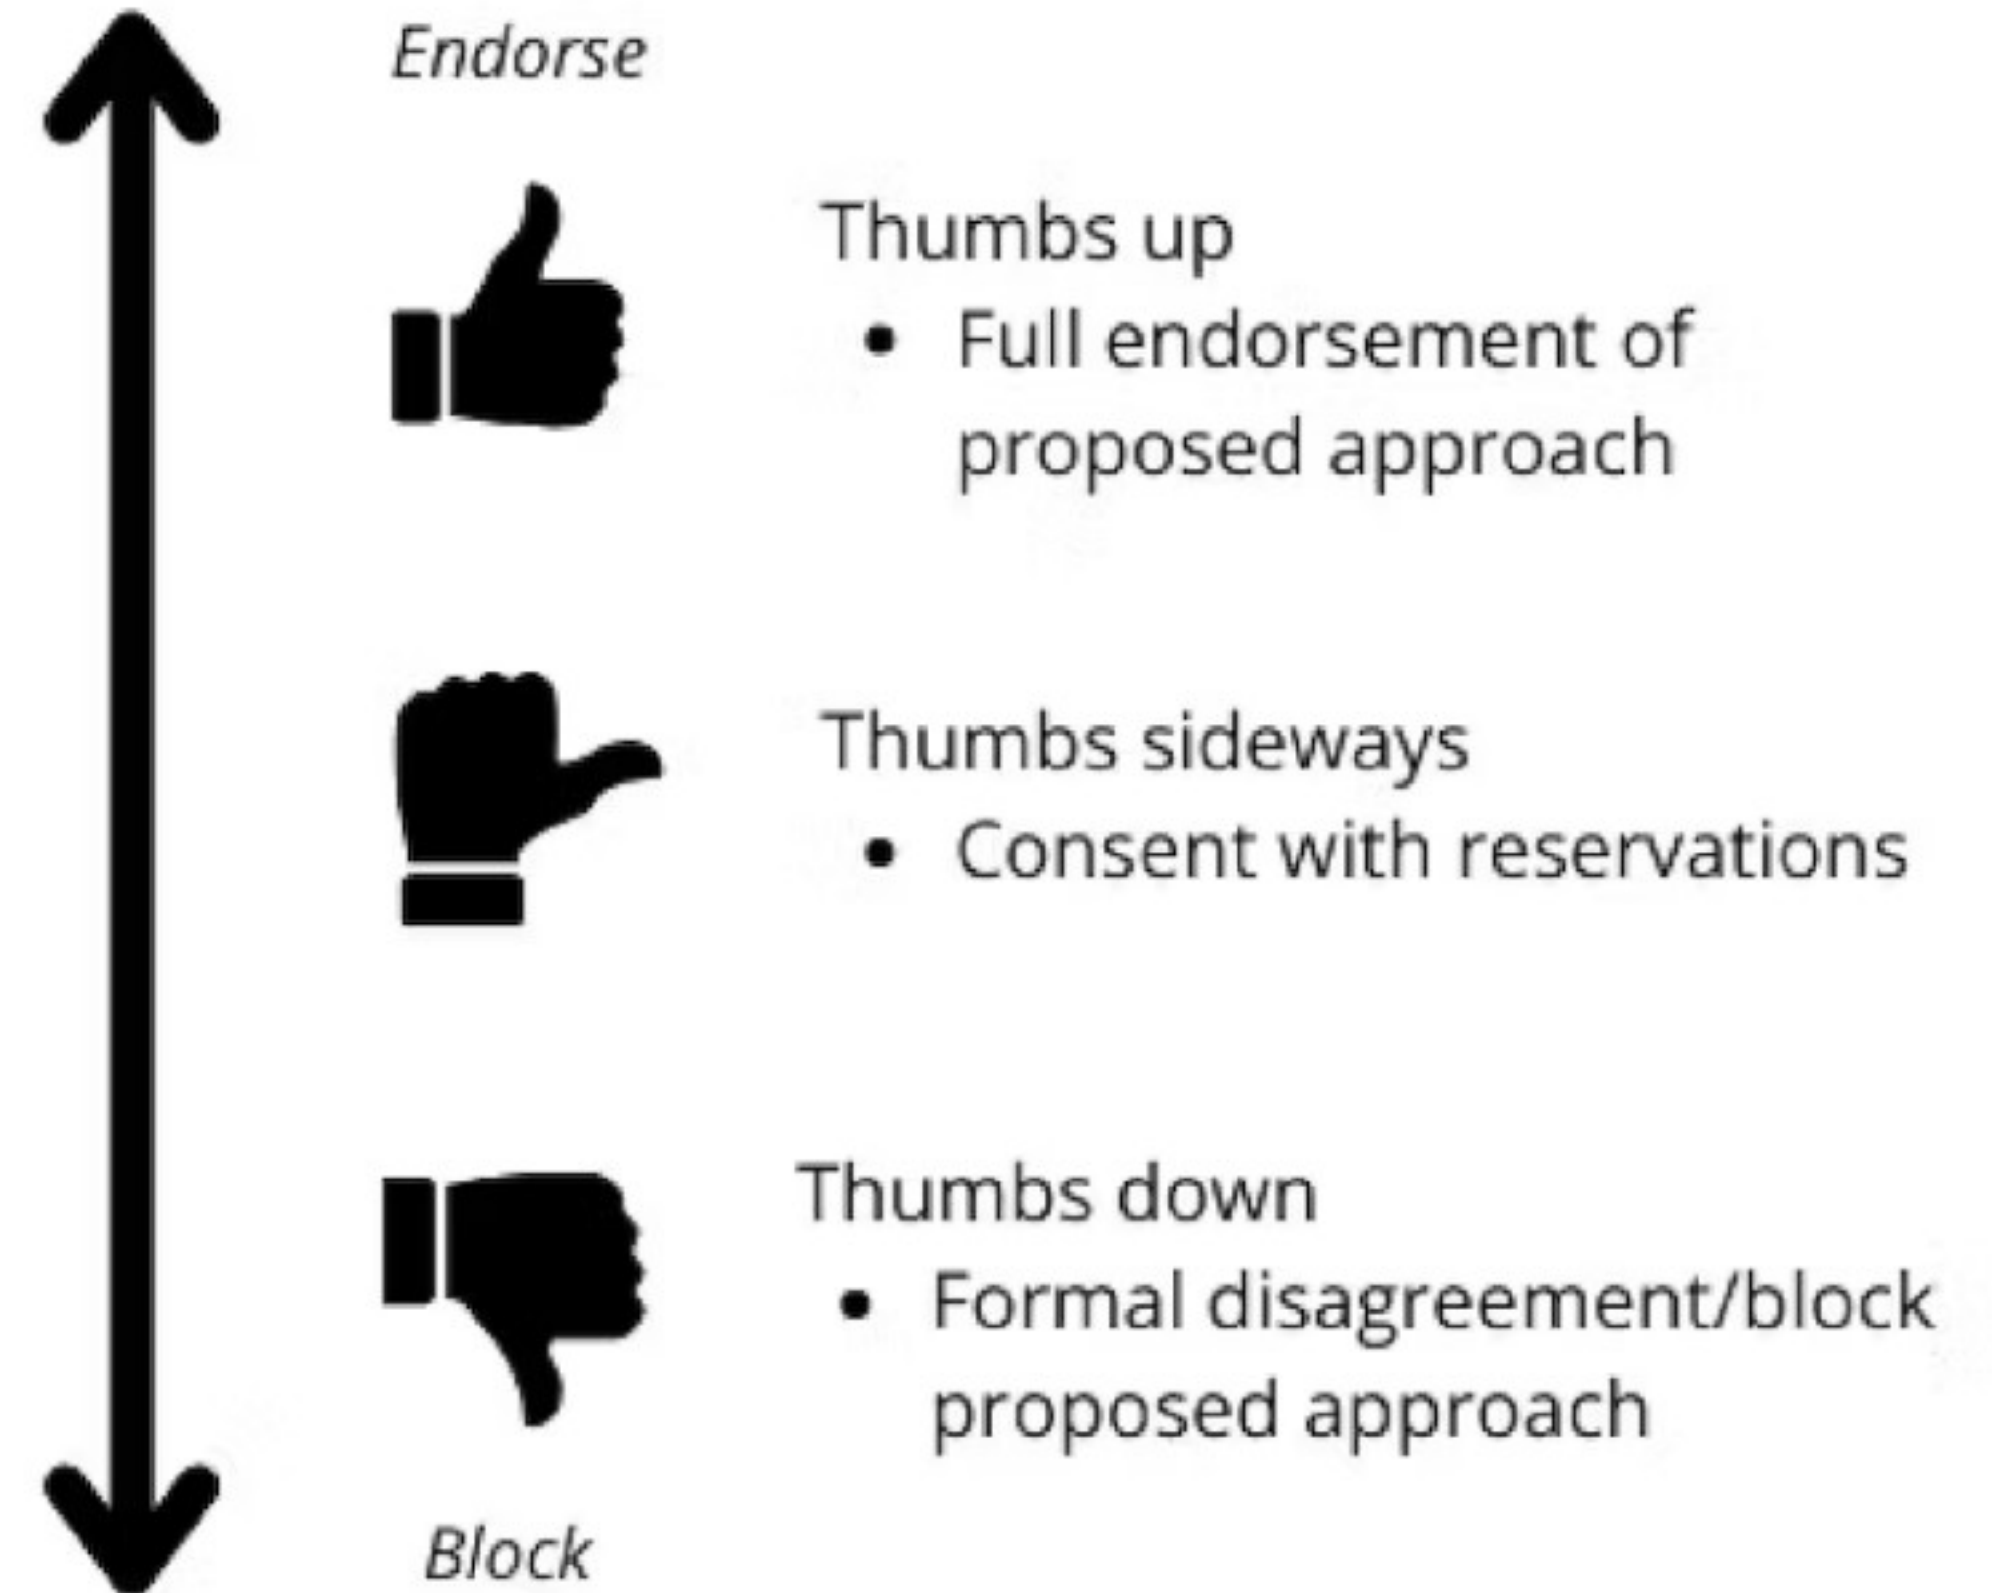 Endorse
Thumbs up
• Full endorsement of
proposed approach
Thumbs sideways
• Consent with reservations
Thumbs down
• Formal disagreement/block
proposed approach
Block